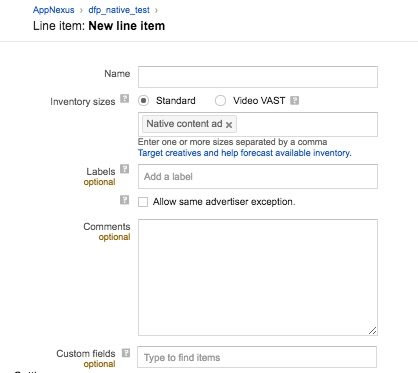 AppNexus › dfp_native_test ›
Line item: New line item
Name
Inventory sizes ? Standard Video VAST ?
Native content ad x
Enter one or more sizes separated by a comma
Target creatives and help forecast available inventory.
Labels ? Add a label
optional
? Allow same advertiser exception.
Comments
optional
Custom fields ? Type to find items
optional